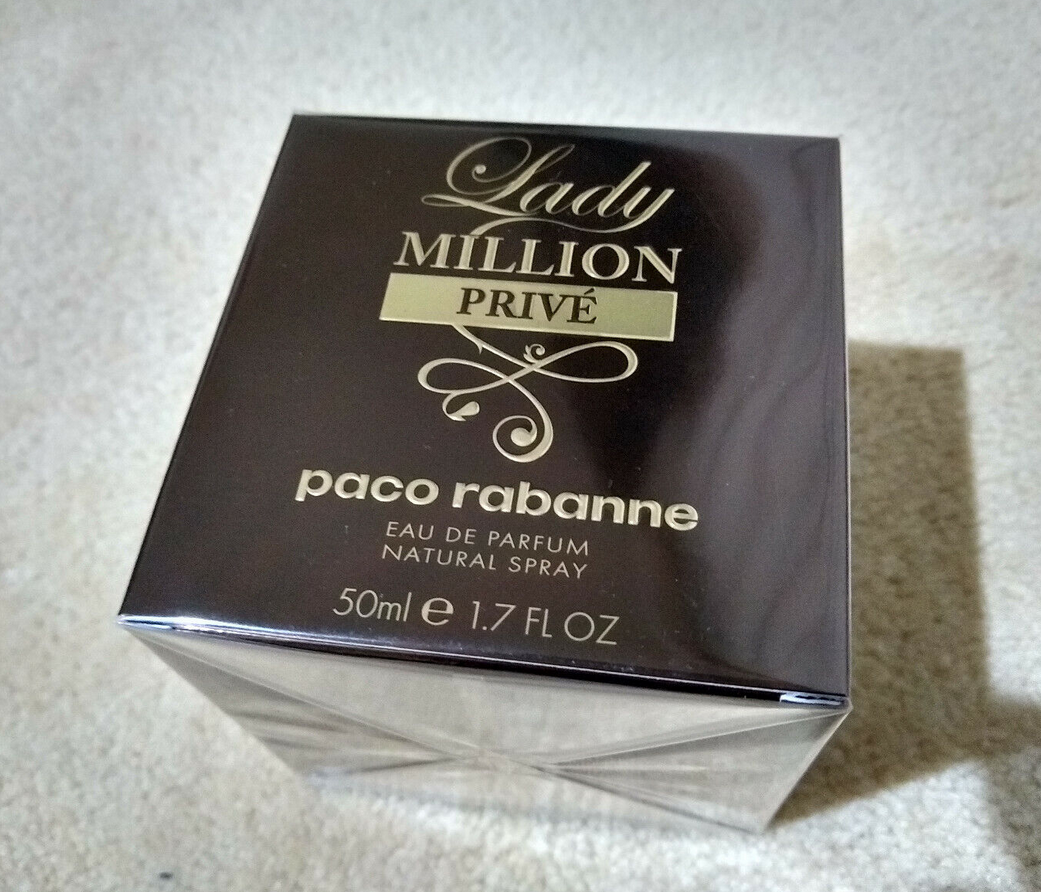 Lady
MILLION
PRIVÉ
paco rabanne
EAU DE PARFUM
NATURAL SPRAY
50ml e 1.7 FL OZ